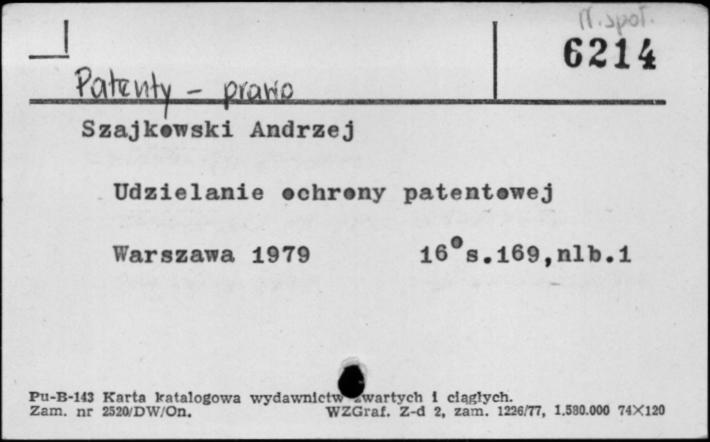 N. społ.
6214
Patenty – prawo
Szajkowski Andrzej
Udzielanie ochrony patentowej
Warszawa 1979 16° s.169,nlb.1
Pu-B-143 Karta katalogowa wydawnictw zwartych i ciągłych.
Zam. nr 2520/DW/On. WZGraf. Z-d 2, zam. 1226/77, 1.580.000 74×120